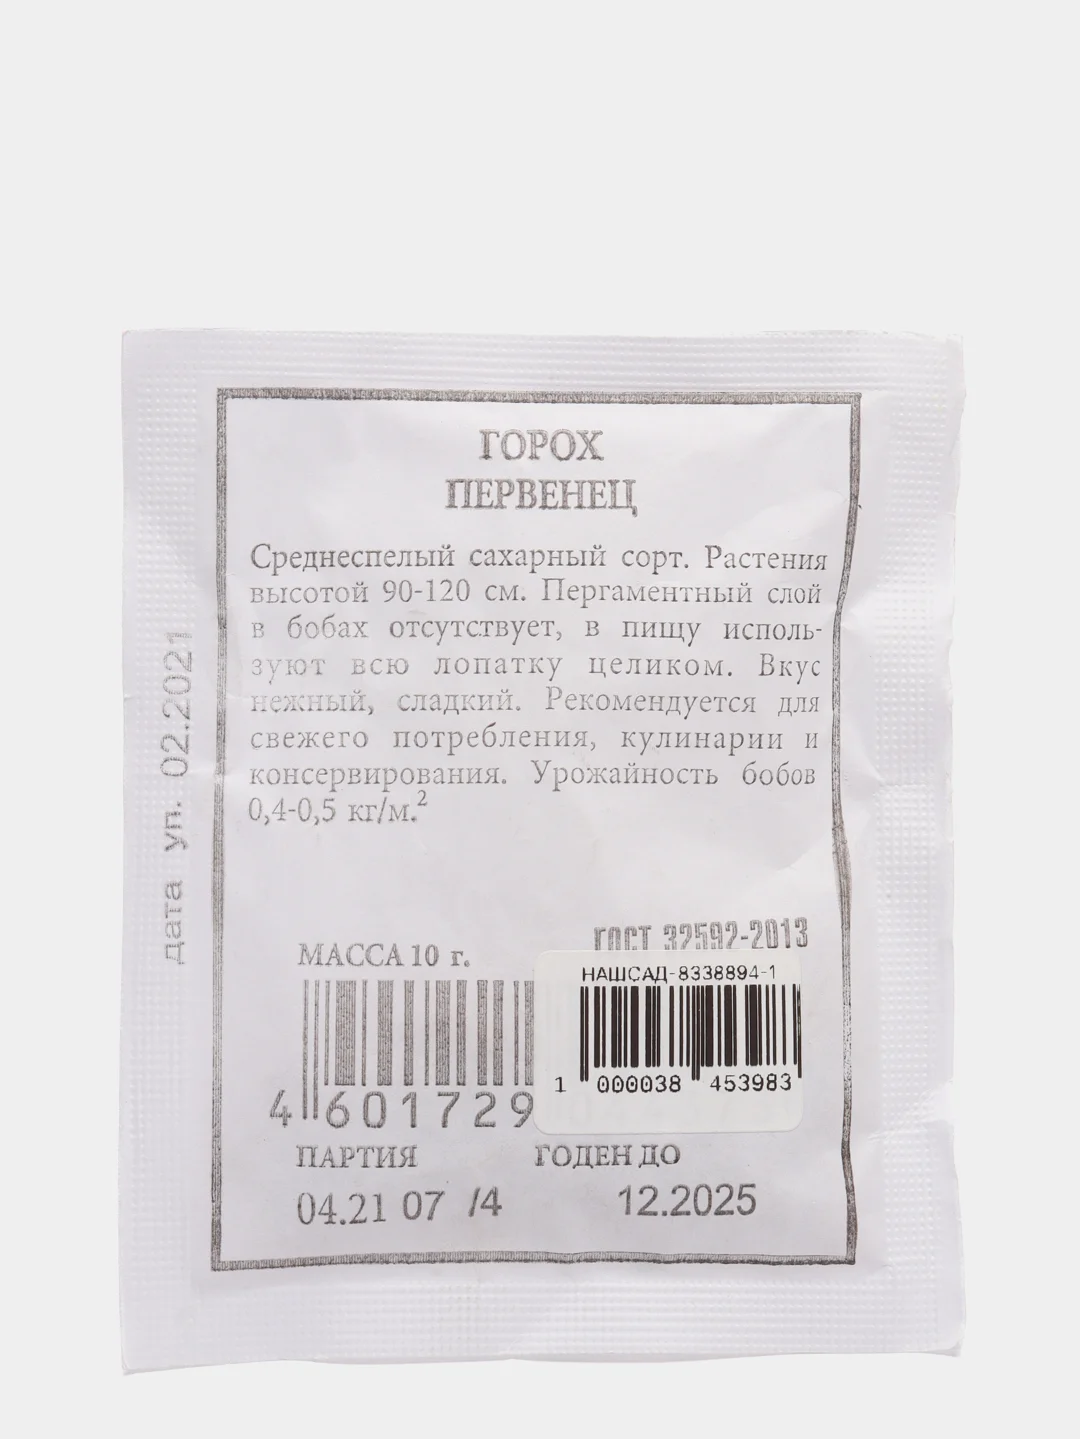 ГОРОХ
ПЕРВЕНЕЦ
Среднеспелый сахарный сорт. Растения
высотой 90-120 см. Пергаментный слой
в бобах отсутствует, в пищу исполь-
зуют всю лопатку целиком. Вкус
нежный, сладкий. Рекомендуется для
свежего потребления, кулинарии и
консервирования. Урожайность бобов
0,4-0,5 кг/м.²
дата уп. 02.2021
МАССА 10 г.
ГОСТ 32592-2013
НАШСАД-8338894-1
1 000038 453983
4 601729
ПАРТИЯ
ГОДЕН ДО
04.21 07 /4
12.2025